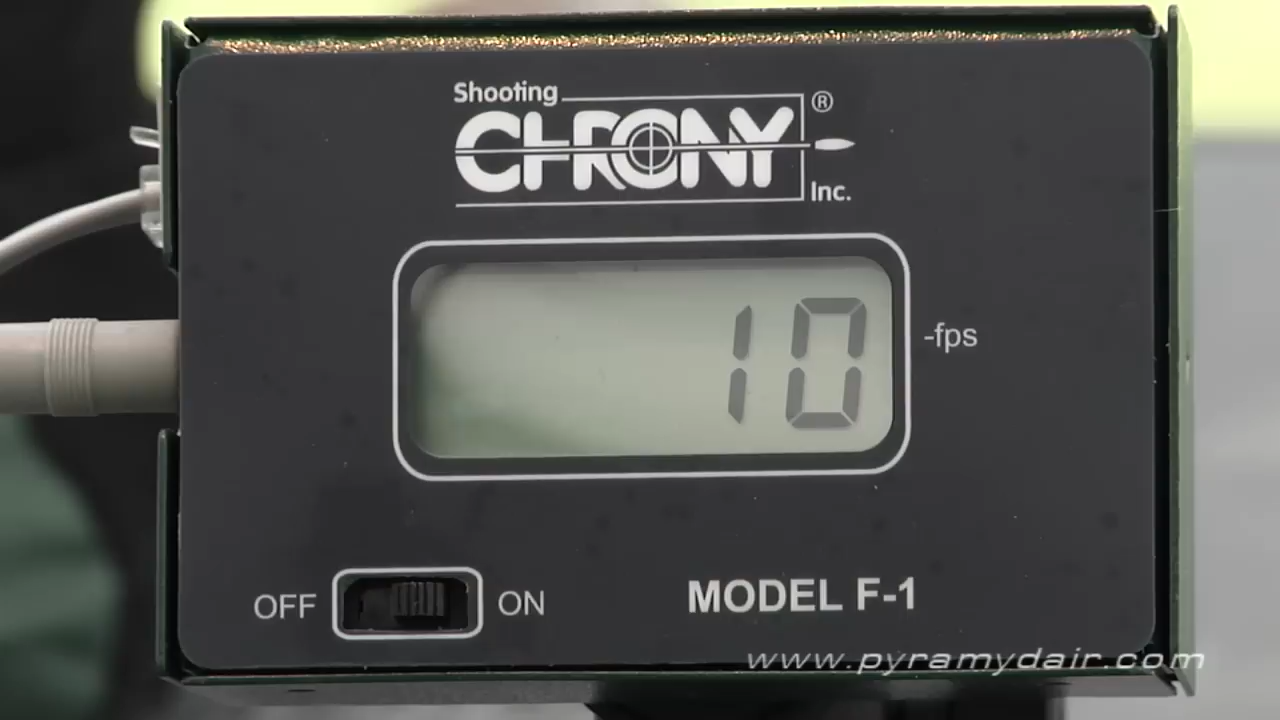 Shooting
CHRONY ®
Inc.
10
-fps
OFF ON
MODEL F-1
www.pyramydair.com